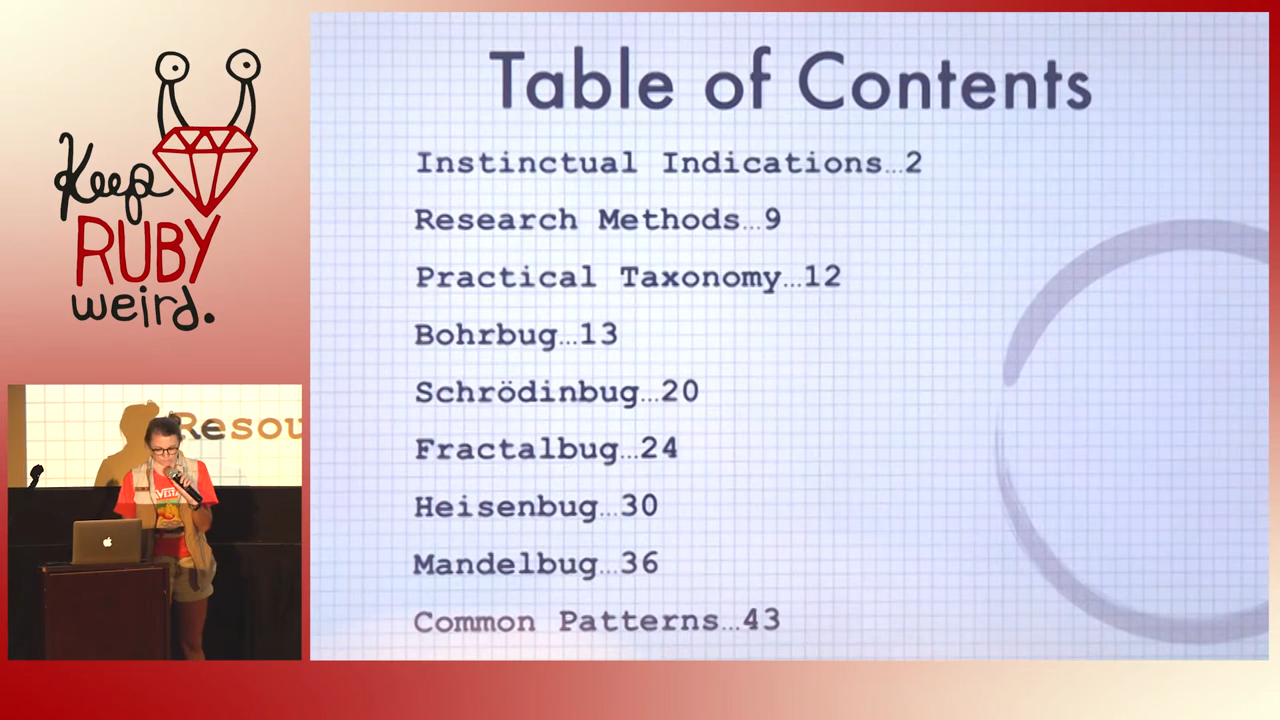 Keep
RUBY
weird.
Table of Contents
Instinctual Indications...2
Research Methods...9
Practical Taxonomy...12
Bohrbug...13
Schrödinbug...20
Fractalbug...24
Heisenbug...30
Mandelbug...36
Common Patterns...43
Resou